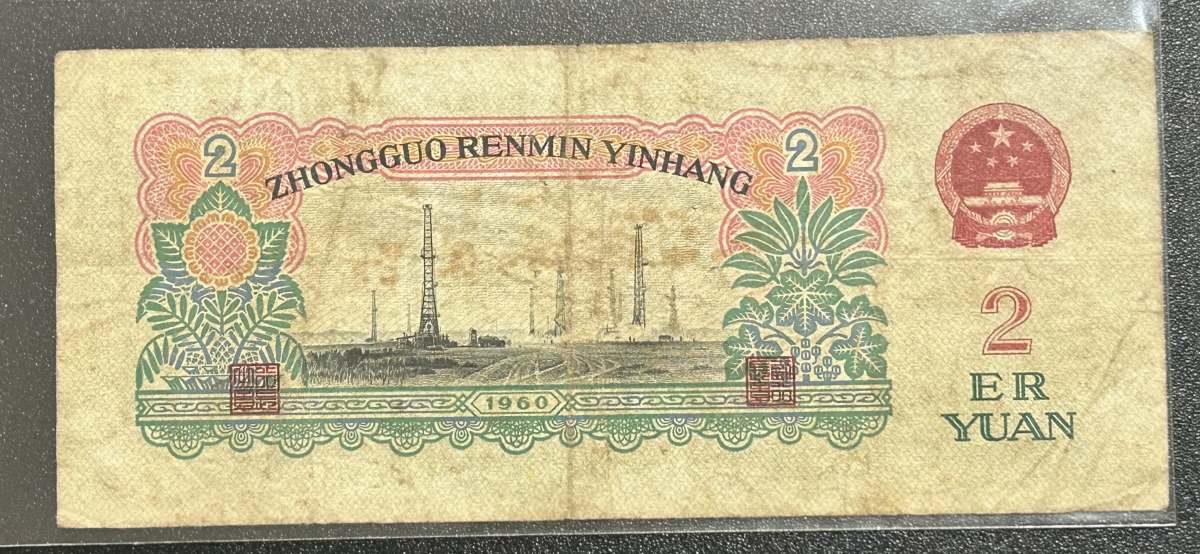 2 2
ZHONGGUO RENMIN YINHANG
2
ER
YUAN
1960